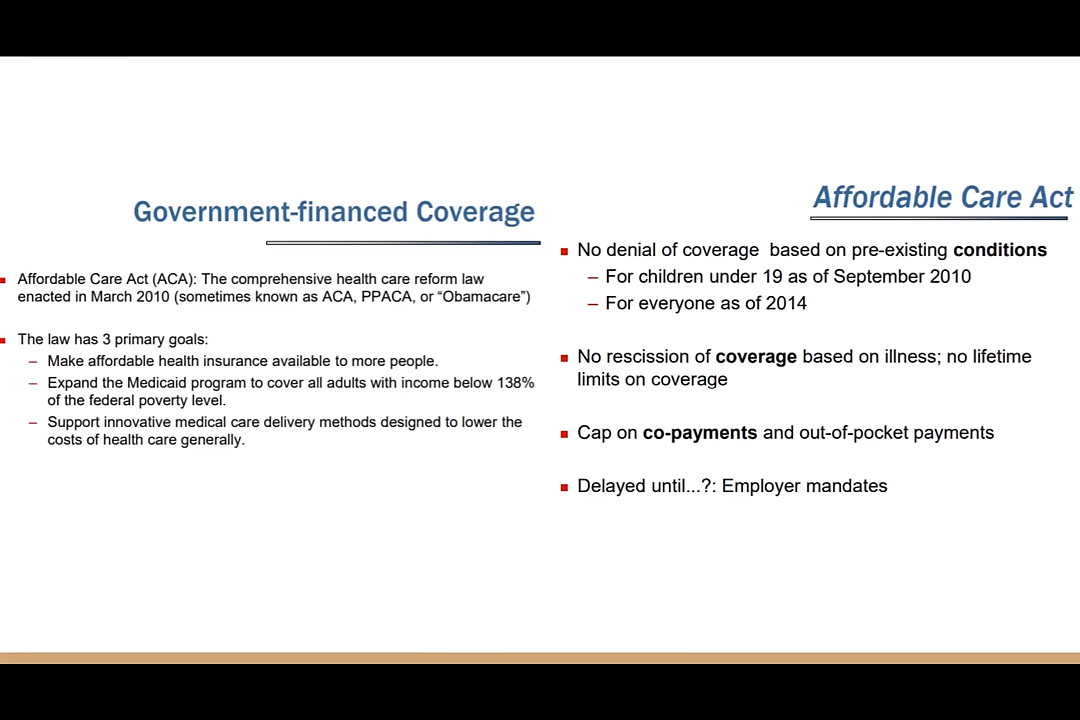 Government-financed Coverage
Affordable Care Act (ACA): The comprehensive health care reform law
enacted in March 2010 (sometimes known as ACA, PPACA, or “Obamacare”)
The law has 3 primary goals:
– Make affordable health insurance available to more people.
– Expand the Medicaid program to cover all adults with income below 138%
of the federal poverty level.
– Support innovative medical care delivery methods designed to lower the
costs of health care generally.
Affordable Care Act
No denial of coverage based on pre-existing conditions
– For children under 19 as of September 2010
– For everyone as of 2014
No rescission of coverage based on illness; no lifetime
limits on coverage
Cap on co-payments and out-of-pocket payments
Delayed until...?: Employer mandates